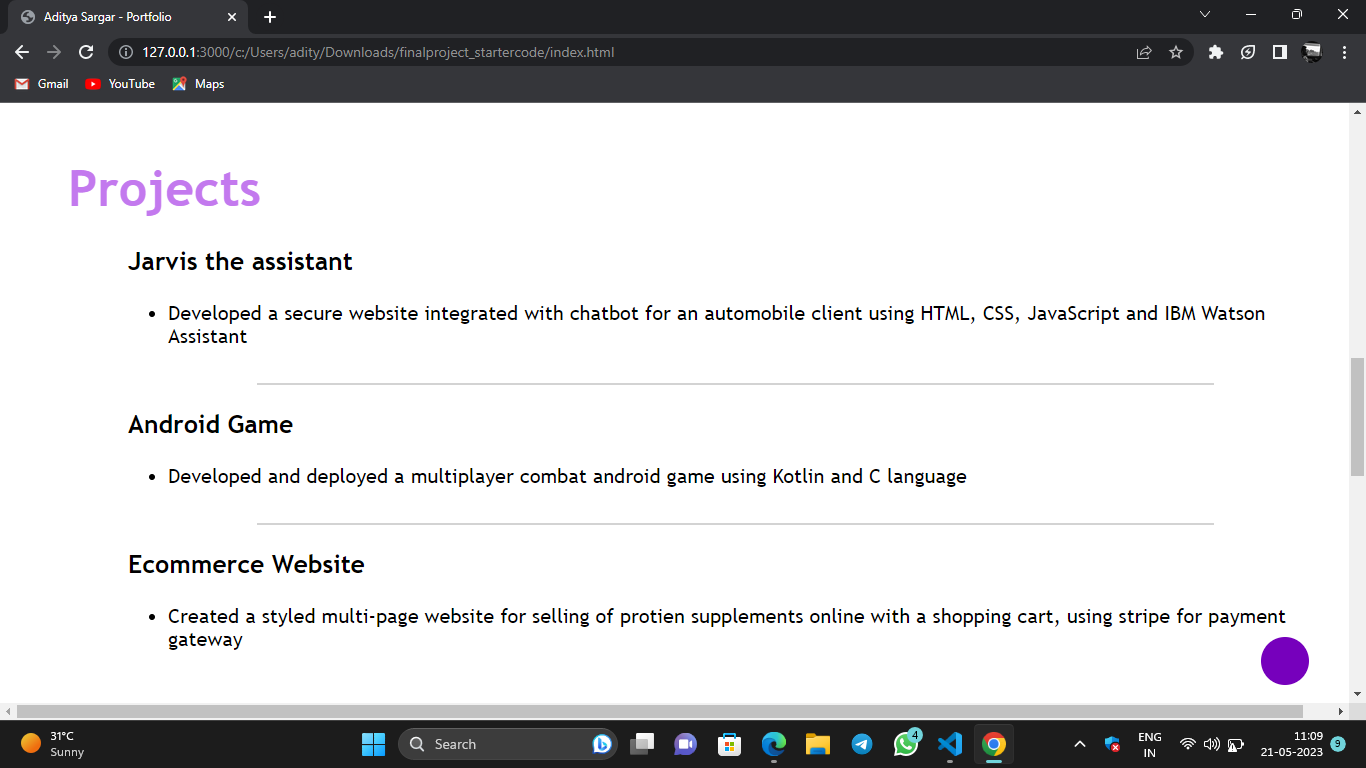 Aditya Sargar - Portfolio
127.0.0.1:3000/c:/Users/adity/Downloads/finalproject_startercode/index.html
Gmail YouTube Maps
Projects
Jarvis the assistant
• Developed a secure website integrated with chatbot for an automobile client using HTML, CSS, JavaScript and IBM Watson
Assistant
Android Game
• Developed and deployed a multiplayer combat android game using Kotlin and C language
Ecommerce Website
• Created a styled multi-page website for selling of protien supplements online with a shopping cart, using stripe for payment
gateway
31°C
Sunny
Search
4
ENG
IN
11:09
21-05-2023
9